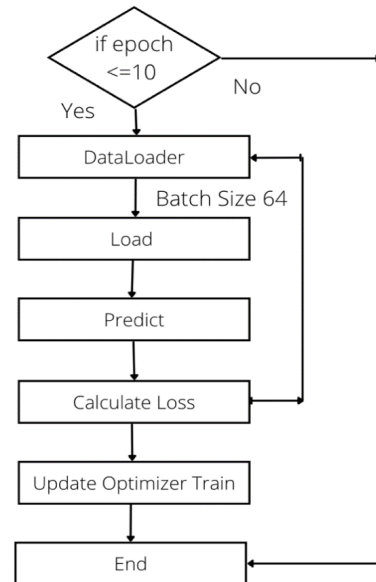 if epoch
<=10
No
Yes
DataLoader
Batch Size 64
Load
Predict
Calculate Loss
Update Optimizer Train
End